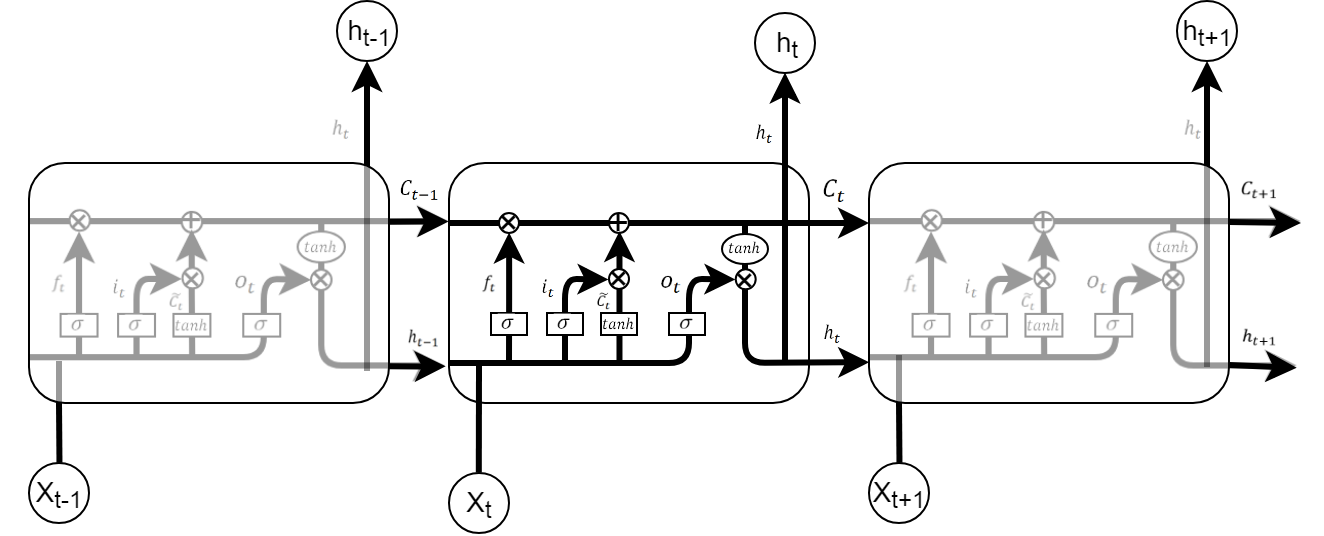 h_{t-1}
h_t
h_{t+1}
h_t
h_t
h_t
C_{t-1}
C_t
C_{t+1}
× + tanh ×
× + tanh ×
× + tanh ×
f_t i_t × C̃_t o_t
f_t i_t × C̃_t o_t
f_t i_t × C̃_t o_t
σ σ tanh σ
σ σ tanh σ
σ σ tanh σ
h_{t-1}
h_t
h_{t+1}
X_{t-1}
X_t
X_{t+1}